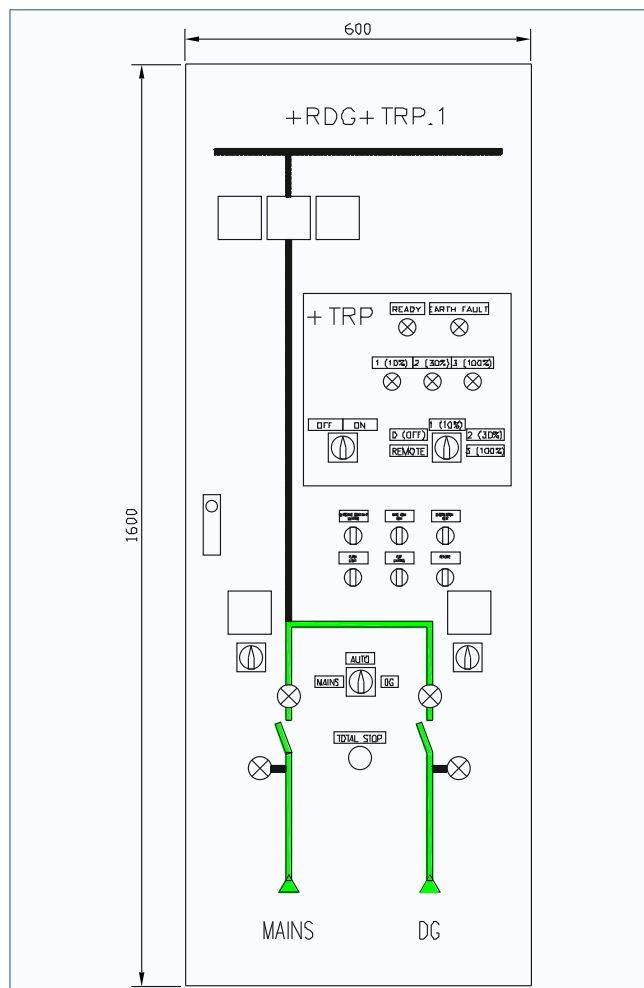 600
+RDG+TRP.1
+ TRP
READY EARTH FAULT
1 (10%) 2 (30%) 3 (100%)
OFF ON
1 (10%)
0 (OFF) 2 (30%)
REMOTE 3 (100%)
1600
AUTO
MAINS DG
TOTAL STOP
MAINS DG